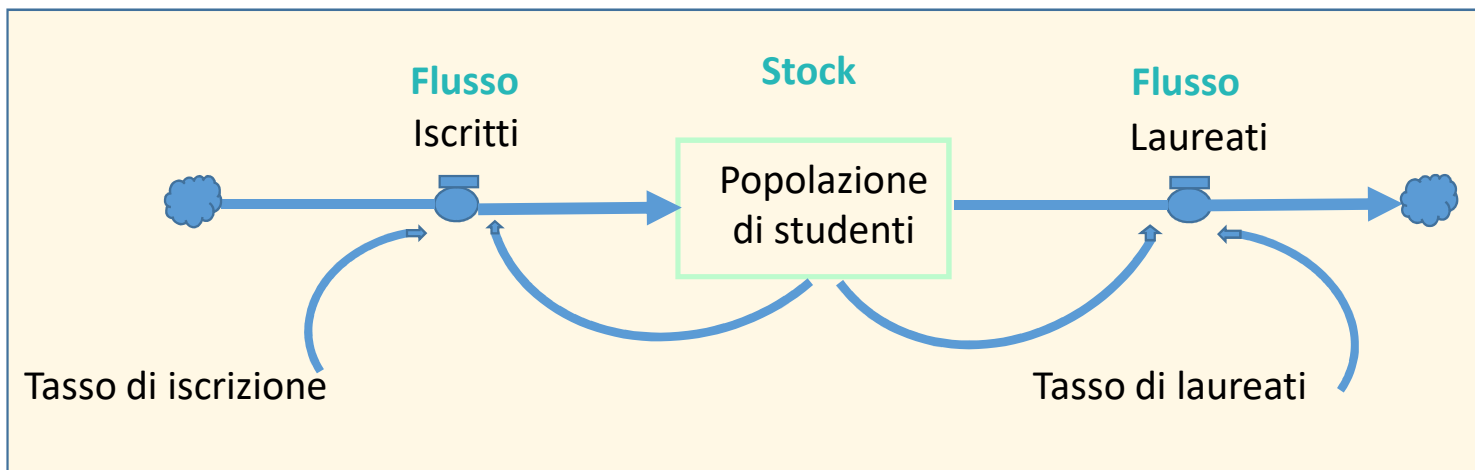 Flusso
Iscritti
Stock
Flusso
Laureati
Popolazione
di studenti
Tasso di iscrizione
Tasso di laureati